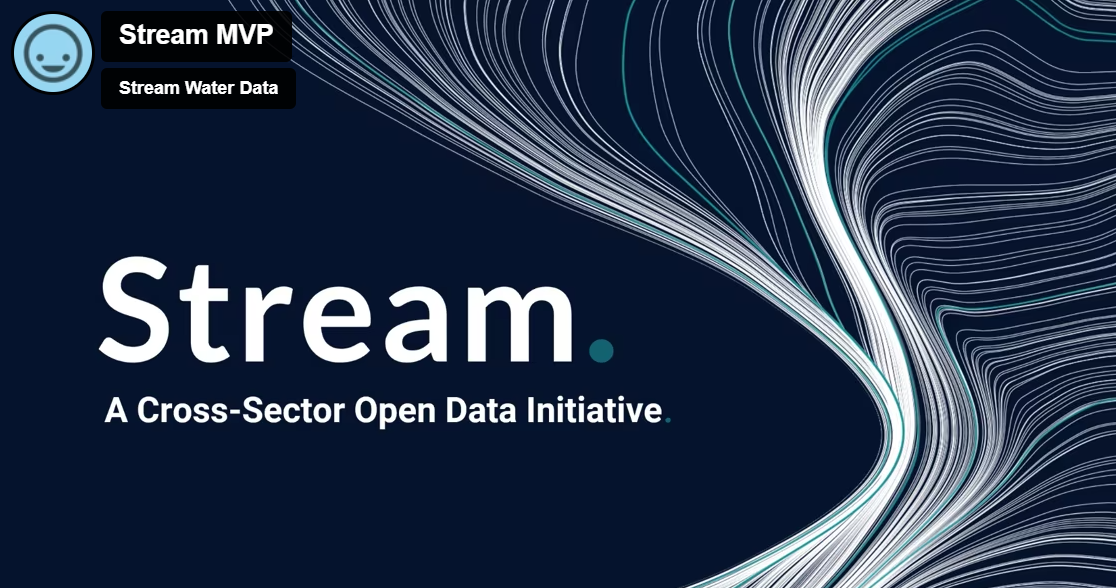 Stream MVP
Stream Water Data
Stream.
A Cross-Sector Open Data Initiative.